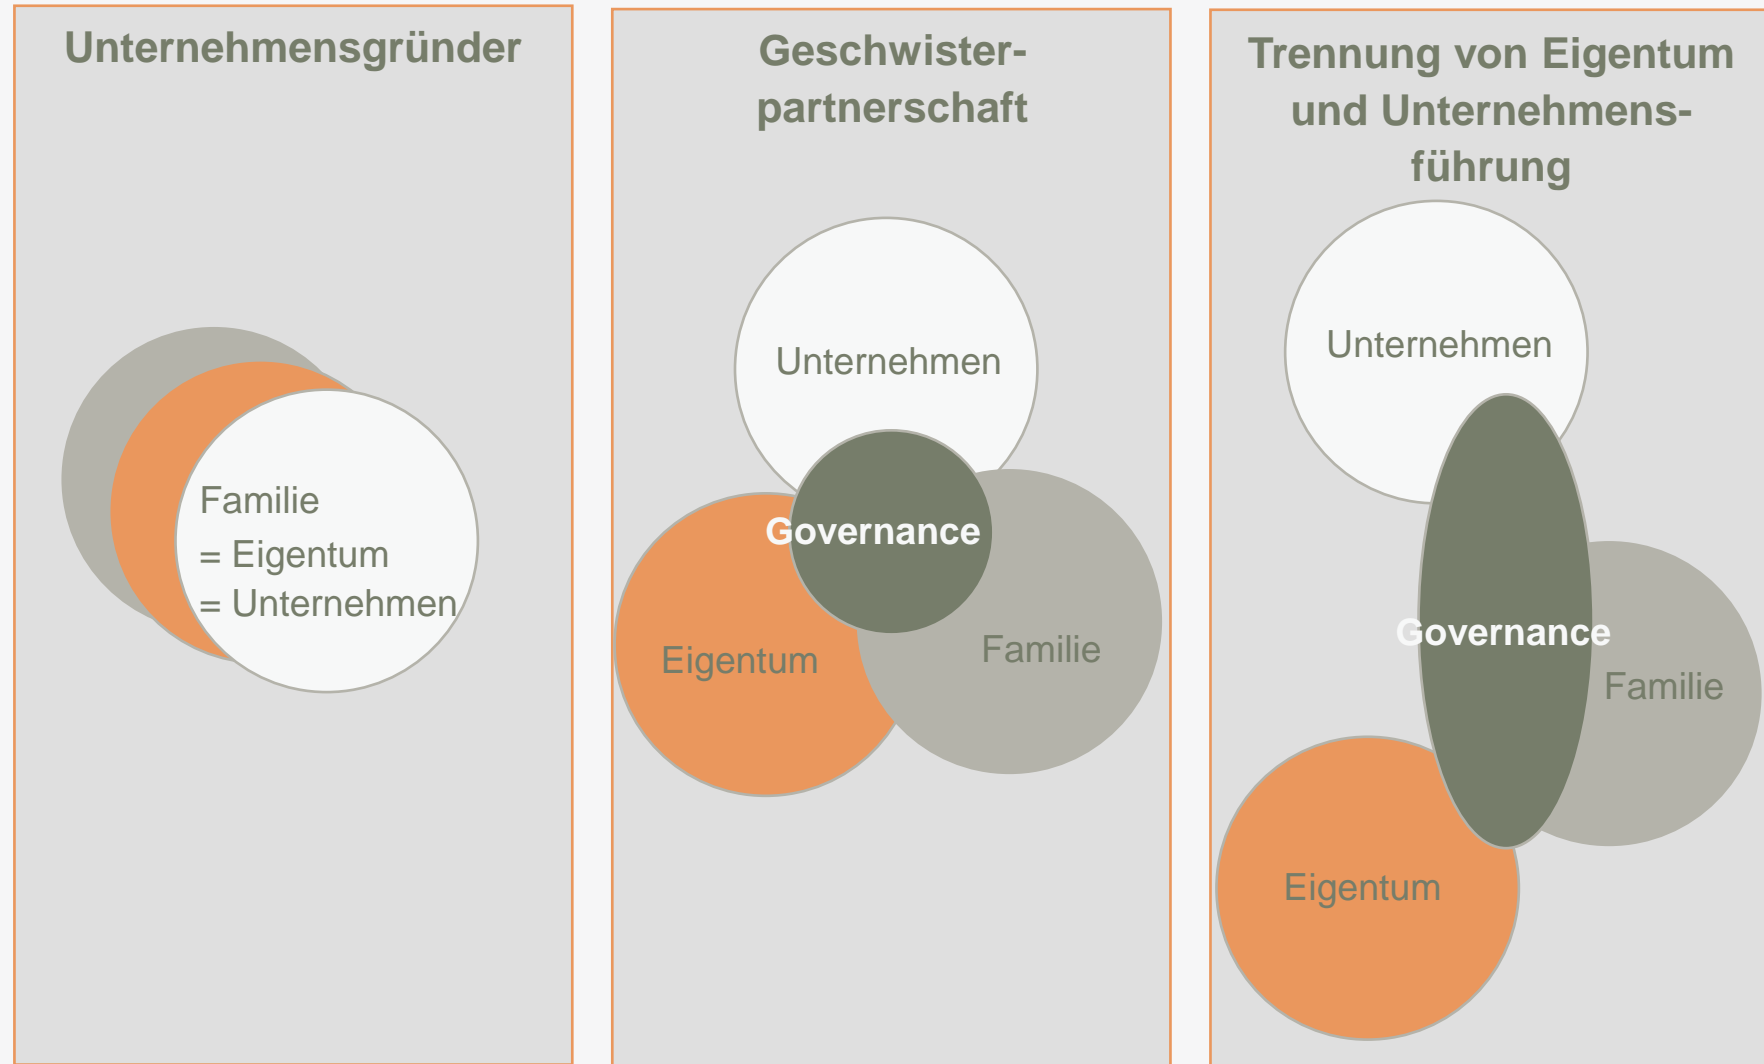 Unternehmensgründer
Familie
= Eigentum
= Unternehmen
Geschwister-
partnerschaft
Unternehmen
Governance
Eigentum
Familie
Trennung von Eigentum
und Unternehmens-
führung
Unternehmen
Governance
Familie
Eigentum